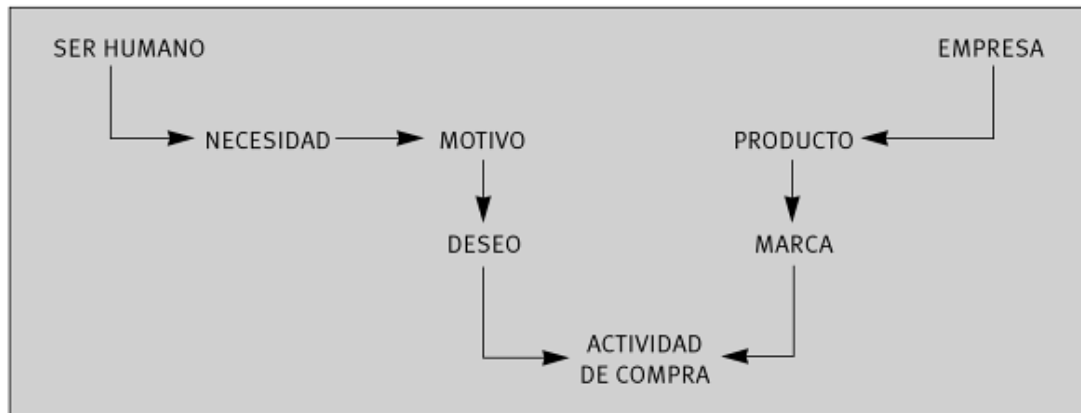 SER HUMANO
EMPRESA
NECESIDAD
MOTIVO
PRODUCTO
DESEO
MARCA
ACTIVIDAD
DE COMPRA